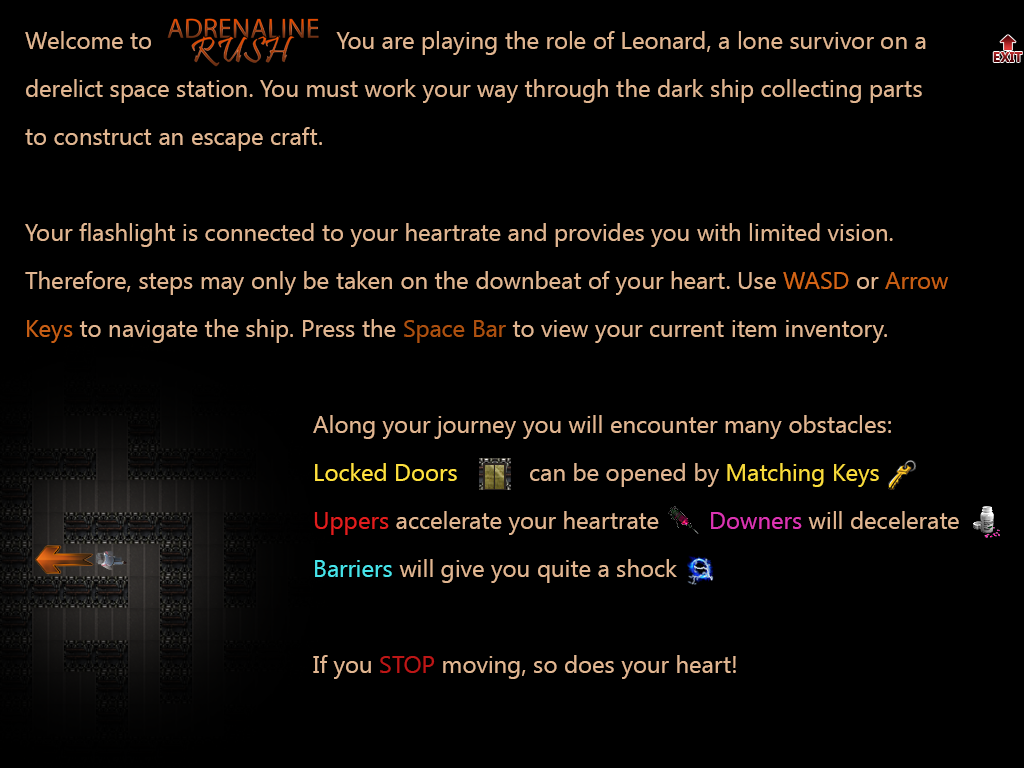 Welcome to ADRENALINE RUSH You are playing the role of Leonard, a lone survivor on a
EXIT
derelict space station. You must work your way through the dark ship collecting parts
to construct an escape craft.
Your flashlight is connected to your heartrate and provides you with limited vision.
Therefore, steps may only be taken on the downbeat of your heart. Use WASD or Arrow
Keys to navigate the ship. Press the Space Bar to view your current item inventory.
Along your journey you will encounter many obstacles:
Locked Doors can be opened by Matching Keys
Uppers accelerate your heartrate Downers will decelerate
Barriers will give you quite a shock
If you STOP moving, so does your heart!